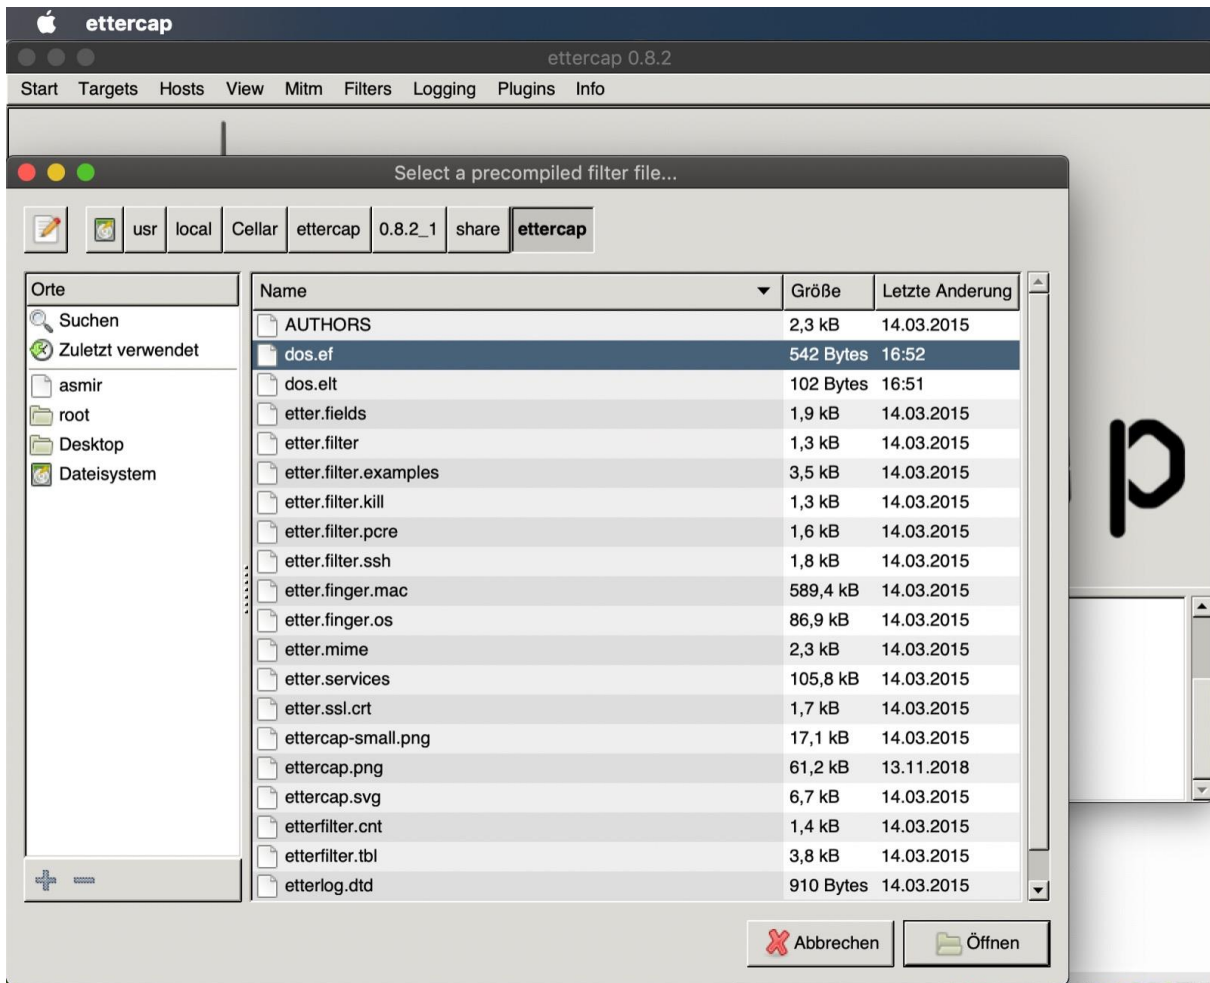 ettercap
ettercap 0.8.2
Start Targets Hosts View Mitm Filters Logging Plugins Info
Select a precompiled filter file...
usr local Cellar ettercap 0.8.2_1 share ettercap
Orte
Suchen
Zuletzt verwendet
asmir
root
Desktop
Dateisystem
Name Größe Letzte Änderung
AUTHORS 2,3 kB 14.03.2015
dos.ef 542 Bytes 16:52
dos.elt 102 Bytes 16:51
etter.fields 1,9 kB 14.03.2015
etter.filter 1,3 kB 14.03.2015
etter.filter.examples 3,5 kB 14.03.2015
etter.filter.kill 1,3 kB 14.03.2015
etter.filter.pcre 1,6 kB 14.03.2015
etter.filter.ssh 1,8 kB 14.03.2015
etter.finger.mac 589,4 kB 14.03.2015
etter.finger.os 86,9 kB 14.03.2015
etter.mime 2,3 kB 14.03.2015
etter.services 105,8 kB 14.03.2015
etter.ssl.crt 1,7 kB 14.03.2015
ettercap-small.png 17,1 kB 14.03.2015
ettercap.png 61,2 kB 13.11.2018
ettercap.svg 6,7 kB 14.03.2015
etterfilter.cnt 1,4 kB 14.03.2015
etterfilter.tbl 3,8 kB 14.03.2015
etterlog.dtd 910 Bytes 14.03.2015
Abbrechen Öffnen
p